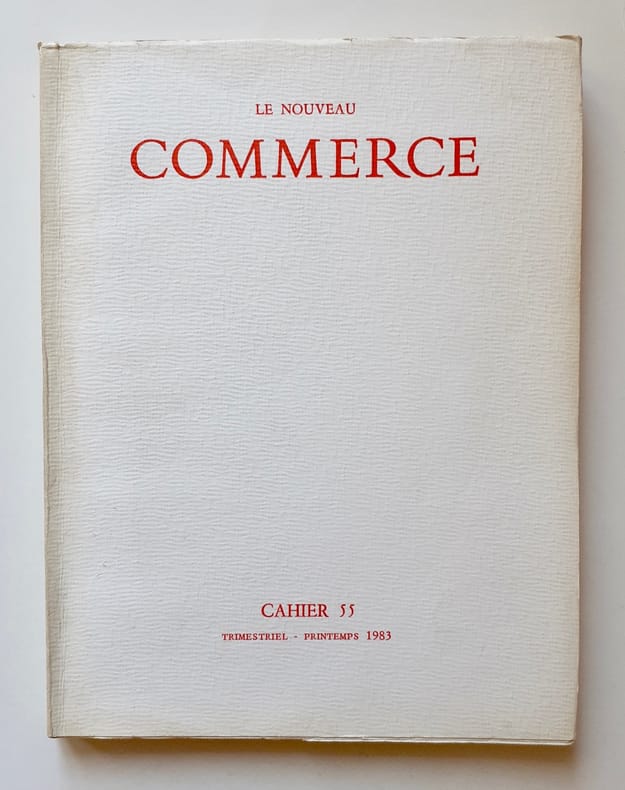 LE NOUVEAU
COMMERCE
CAHIER 55
TRIMESTRIEL - PRINTEMPS 1983